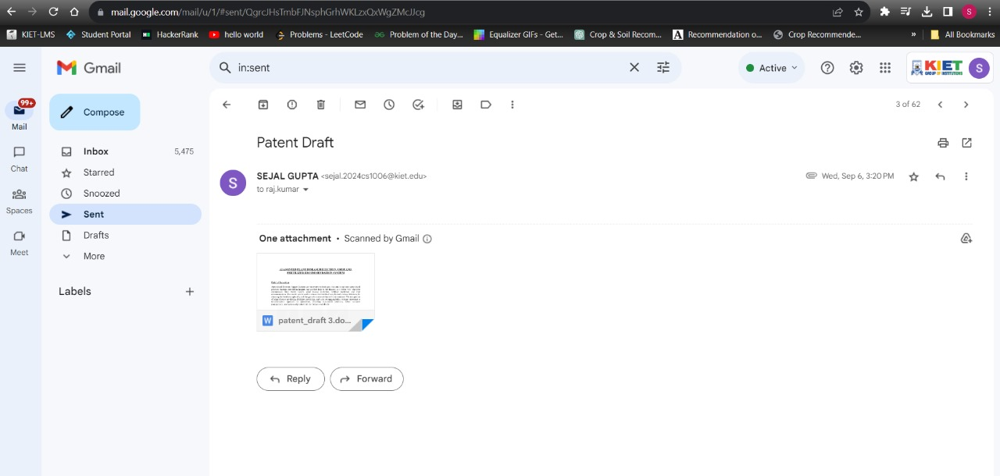 mail.google.com/mail/u/1/#sent/QgrcJHsTmbFJNsphGrhWKLzxQxWgZMcJJcg
S
KIET-LMS
Student Portal
HackerRank
hello world
Problems - LeetCode
Problem of the Day...
Equalizer GIFs - Get...
Crop & Soil Recom...
A
Recommendation o...
Crop Recommende...
»
All Bookmarks
Gmail
in:sent
Active
KIET
GROUP OF INSTITUTIONS
S
99+
Mail
Chat
Spaces
Meet
Compose
Inbox 5,475
Starred
Snoozed
Sent
Drafts
More
Labels
3 of 62
Patent Draft
S
SEJAL GUPTA <sejal.2024cs1006@kiet.edu>
Wed, Sep 6, 3:20 PM
to raj.kumar
One attachment • Scanned by Gmail
W patent_draft 3.do...
Reply
Forward